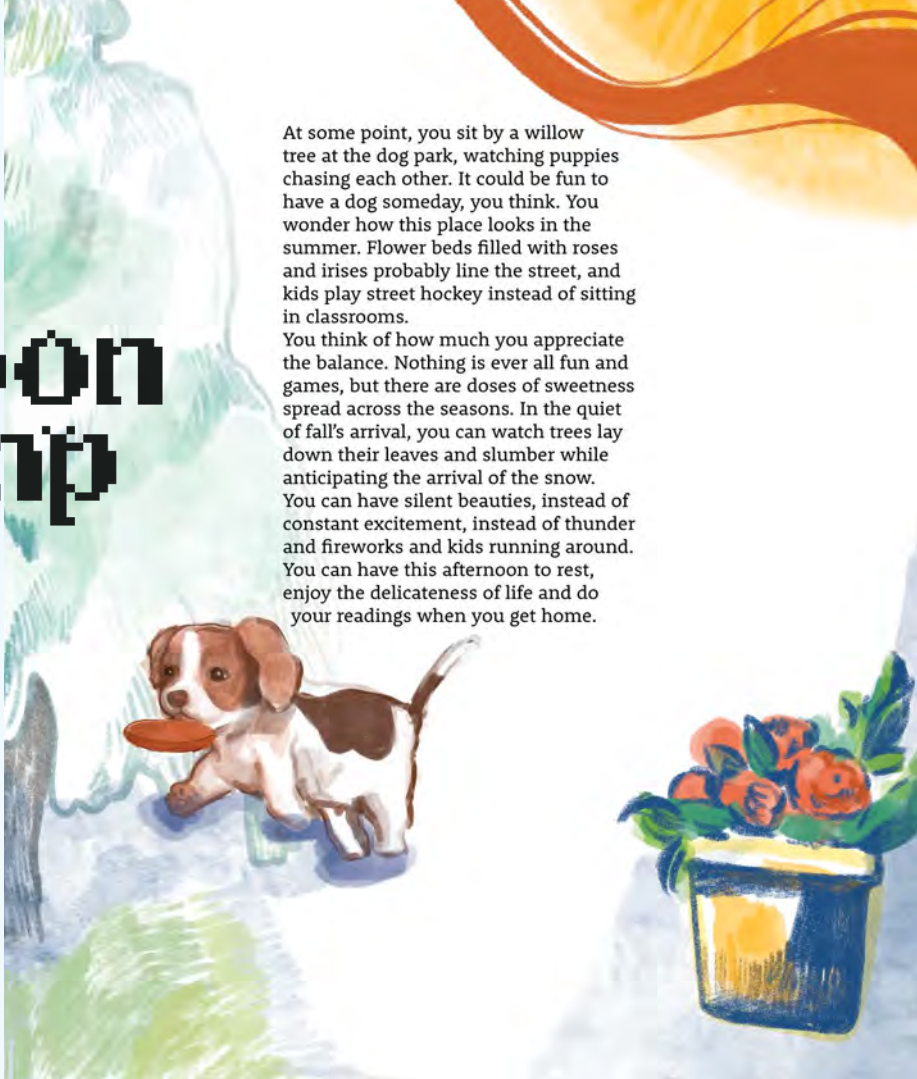 oon
mp
At some point, you sit by a willow
tree at the dog park, watching puppies
chasing each other. It could be fun to
have a dog someday, you think. You
wonder how this place looks in the
summer. Flower beds filled with roses
and irises probably line the street, and
kids play street hockey instead of sitting
in classrooms.
You think of how much you appreciate
the balance. Nothing is ever all fun and
games, but there are doses of sweetness
spread across the seasons. In the quiet
of fall's arrival, you can watch trees lay
down their leaves and slumber while
anticipating the arrival of the snow.
You can have silent beauties, instead of
constant excitement, instead of thunder
and fireworks and kids running around.
You can have this afternoon to rest,
enjoy the delicateness of life and do
your readings when you get home.